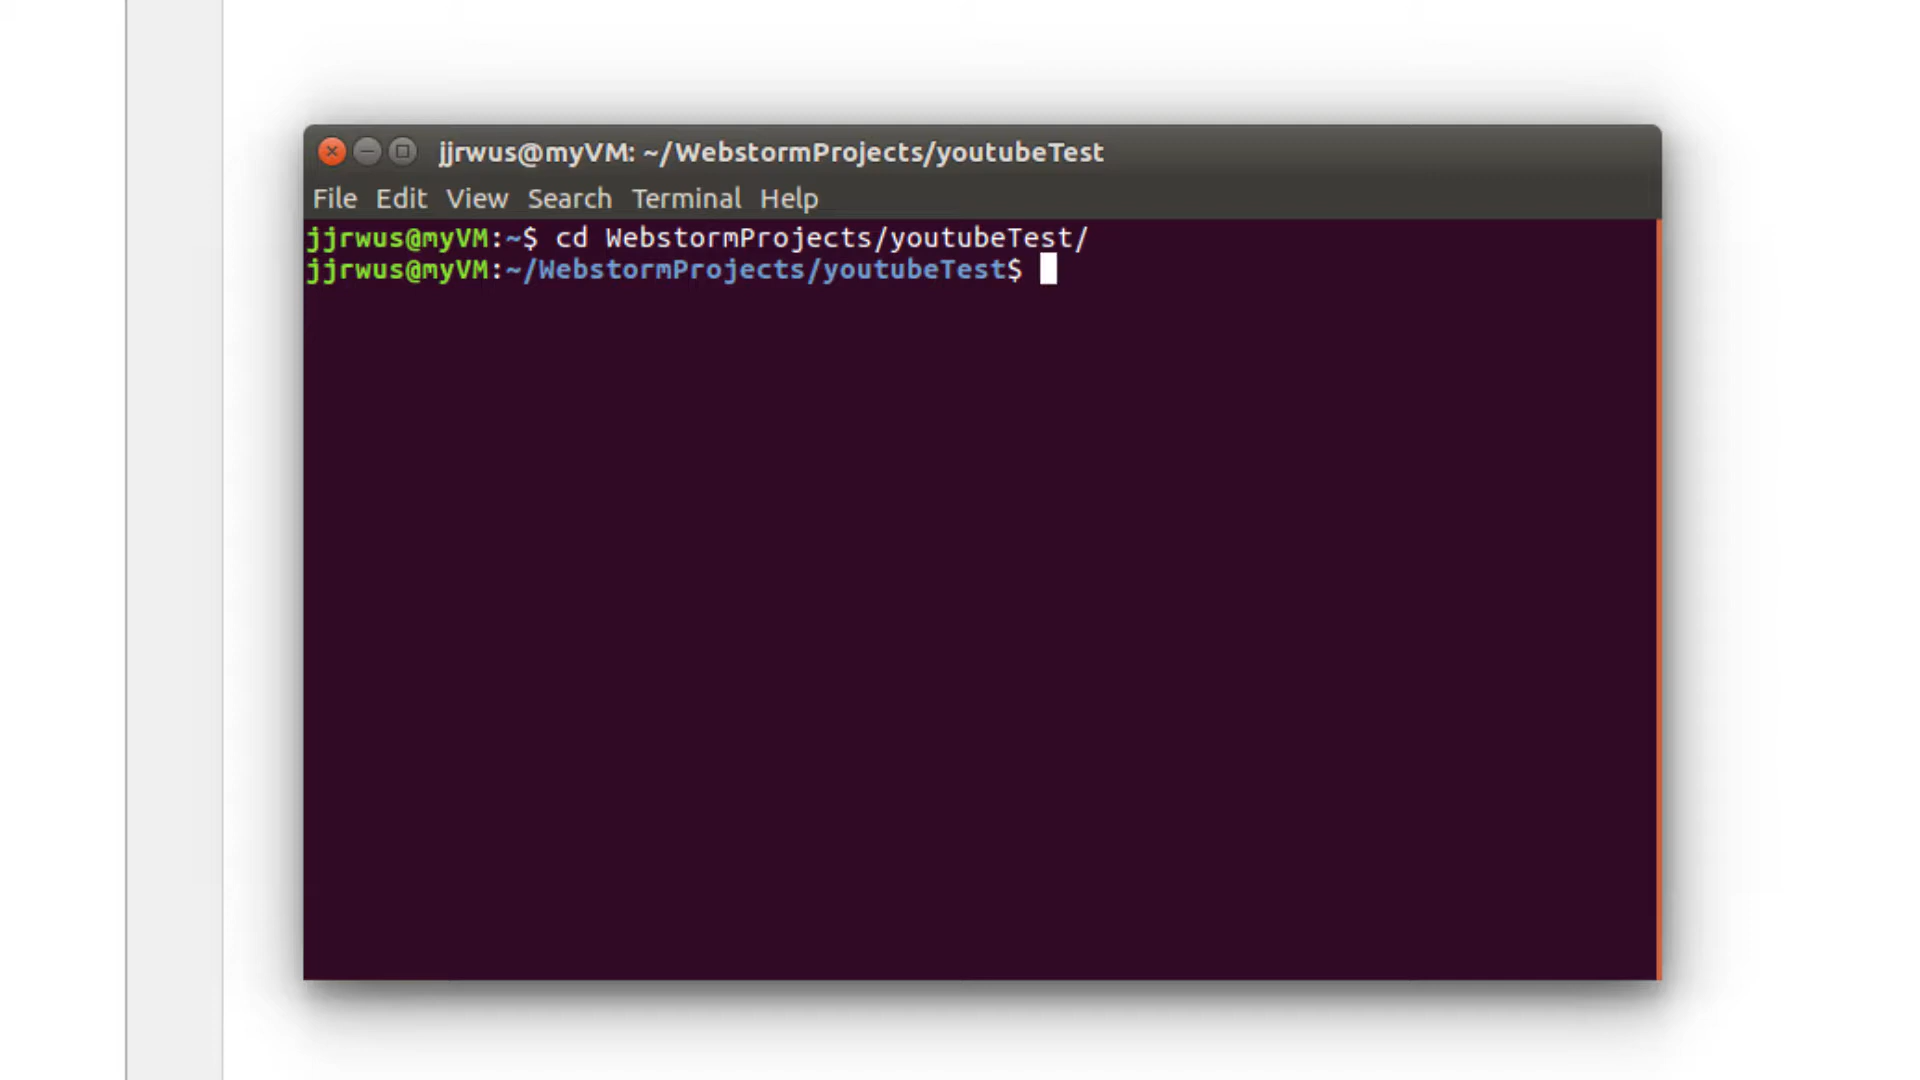 jjrwus@myVM: ~/WebstormProjects/youtubeTest
File Edit View Search Terminal Help
jjrwus@myVM:~$ cd WebstormProjects/youtubeTest/
jjrwus@myVM:~/WebstormProjects/youtubeTest$